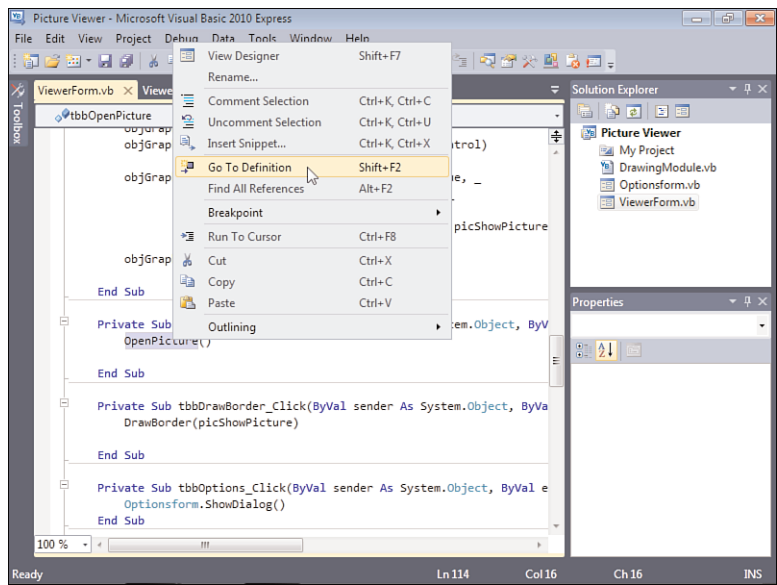 Picture Viewer - Microsoft Visual Basic 2010 Express
File Edit View Project Debug Data Tools Window Help
ViewerForm.vb
Toolbox
tbbOpenPicture
objGrap
objGrap
objGrap
picShowPicture
objGrap
End Sub
Private Sub
OpenPicture()
End Sub
Private Sub tbbDrawBorder_Click(ByVal sender As System.Object, ByVa
DrawBorder(picShowPicture)
End Sub
Private Sub tbbOptions_Click(ByVal sender As System.Object, ByVal e
Optionsform.ShowDialog()
End Sub
100 %
View Designer Shift+F7
Rename...
Comment Selection Ctrl+K, Ctrl+C
Uncomment Selection Ctrl+K, Ctrl+U
Insert Snippet... Ctrl+K, Ctrl+X
Go To Definition Shift+F2
Find All References Alt+F2
Breakpoint
Run To Cursor Ctrl+F8
Cut Ctrl+X
Copy Ctrl+C
Paste Ctrl+V
Outlining
Solution Explorer
Picture Viewer
My Project
DrawingModule.vb
Optionsform.vb
ViewerForm.vb
Properties
Ready Ln 114 Col 16 Ch 16 INS